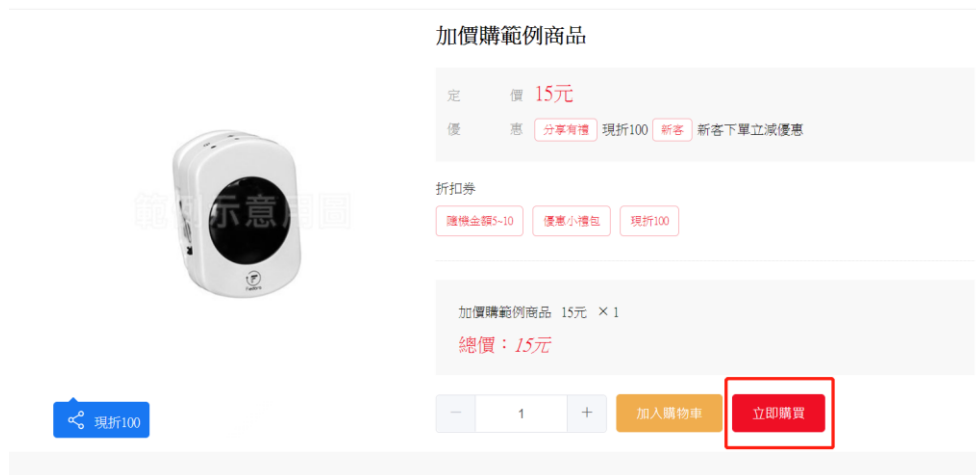 加價購範例商品
定 價 15元
優 惠 分享有禮 現折100 新客 新客下單立減優惠
範例示意用圖
折扣券
隨機金額5~10 優惠小禮包 現折100
加價購範例商品 15元 ×1
總價：15元
現折100
− 1 + 加入購物車 立即購買